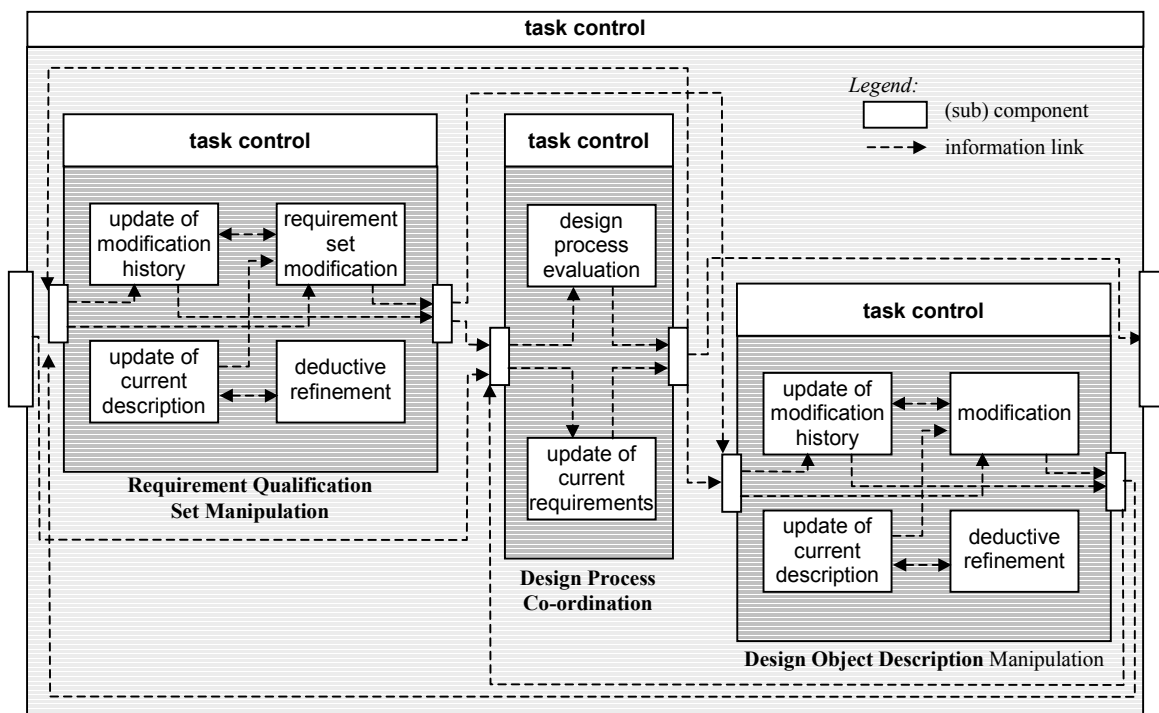 task control
Legend:
(sub) component
information link
task control
update of
modification
history
requirement
set
modification
update of
current
description
deductive
refinement
Requirement Qualification
Set Manipulation
task control
design
process
evaluation
update of
current
requirements
Design Process
Co-ordination
task control
update of
modification
history
modification
update of
current
description
deductive
refinement
Design Object Description Manipulation